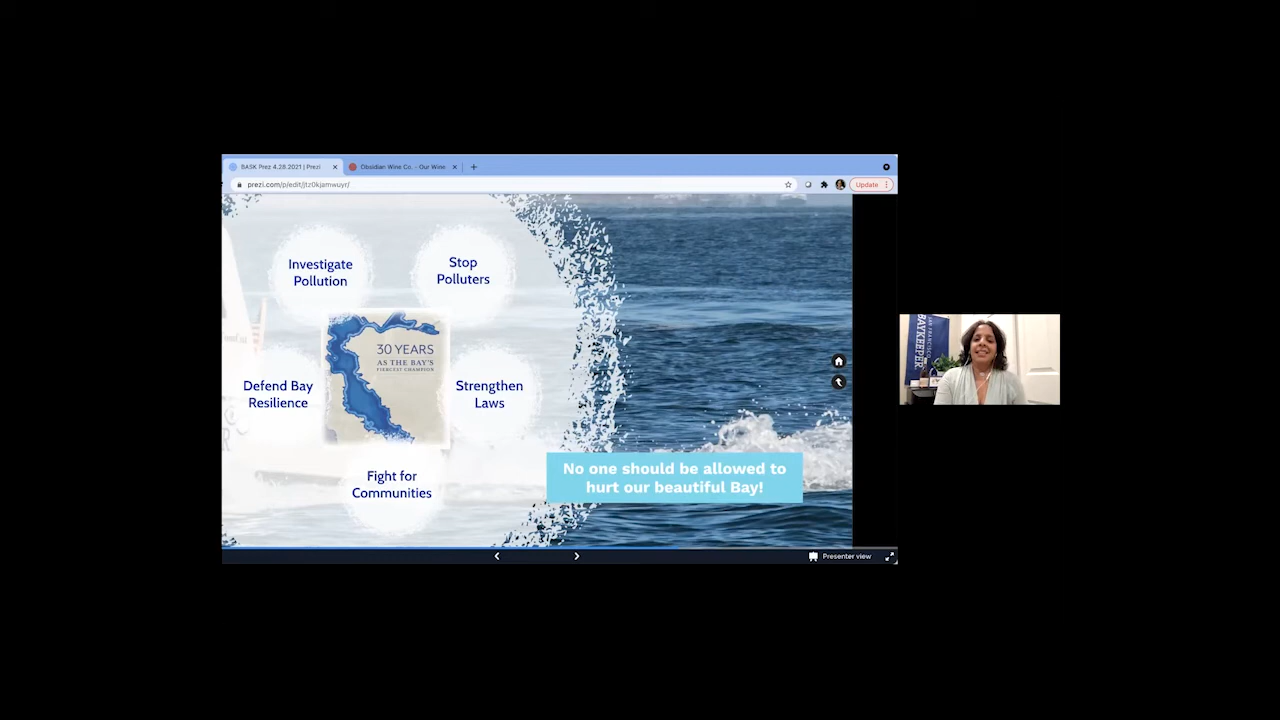 BASK Prez 4.28.2021 | Prezi
Obsidian Wine Co. - Our Wine
prezi.com/p/edit/jtz0kjamwuyr/
Update
Investigate
Pollution
Stop
Polluters
30 YEARS
AS THE BAY'S
FIERCEST CHAMPION
Defend Bay
Resilience
Strengthen
Laws
Fight for
Communities
No one should be allowed to
hurt our beautiful Bay!
Presenter view
SAN FRANCISCO
BAYKEEPER